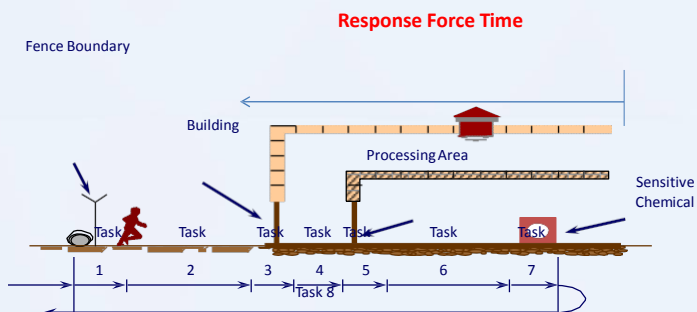 Response Force Time
Fence Boundary
Building
Processing Area
Sensitive
Chemical
Task Task Task Task Task Task Task
1 2 3 4 5 6 7
Task 8